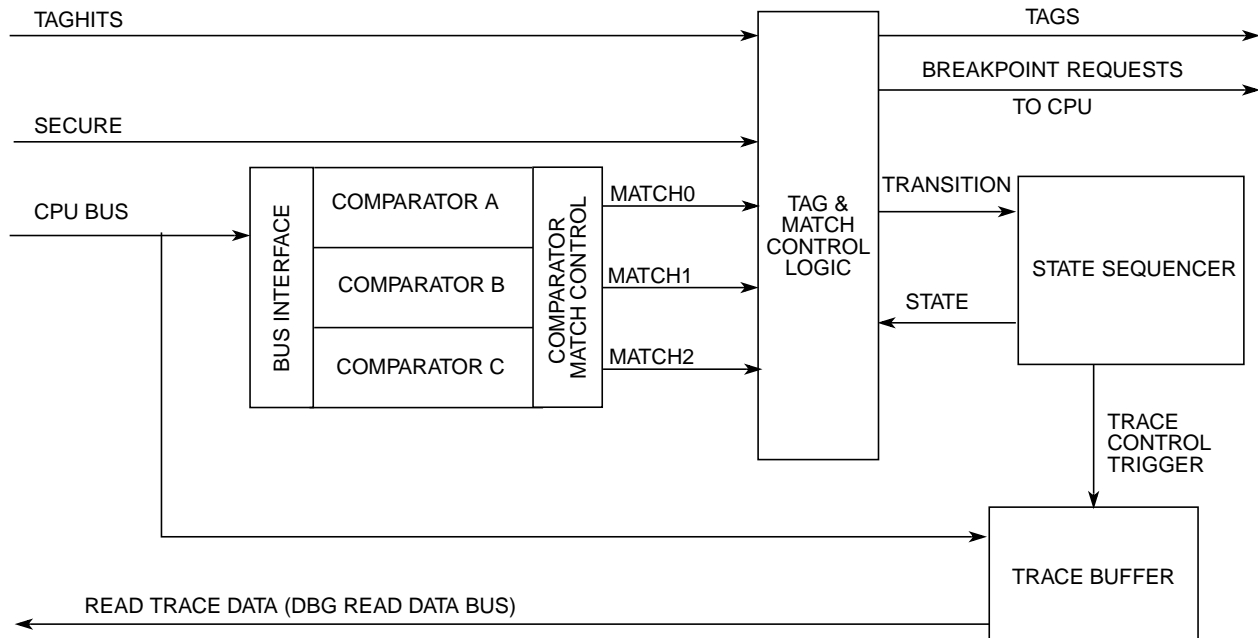 TAGHITS
TAGS
BREAKPOINT REQUESTS
TO CPU
SECURE
CPU BUS
BUS INTERFACE
COMPARATOR A
COMPARATOR B
COMPARATOR C
COMPARATOR
MATCH CONTROL
MATCH0
MATCH1
MATCH2
TAG &
MATCH
CONTROL
LOGIC
TRANSITION
STATE
STATE SEQUENCER
TRACE
CONTROL
TRIGGER
TRACE BUFFER
READ TRACE DATA (DBG READ DATA BUS)